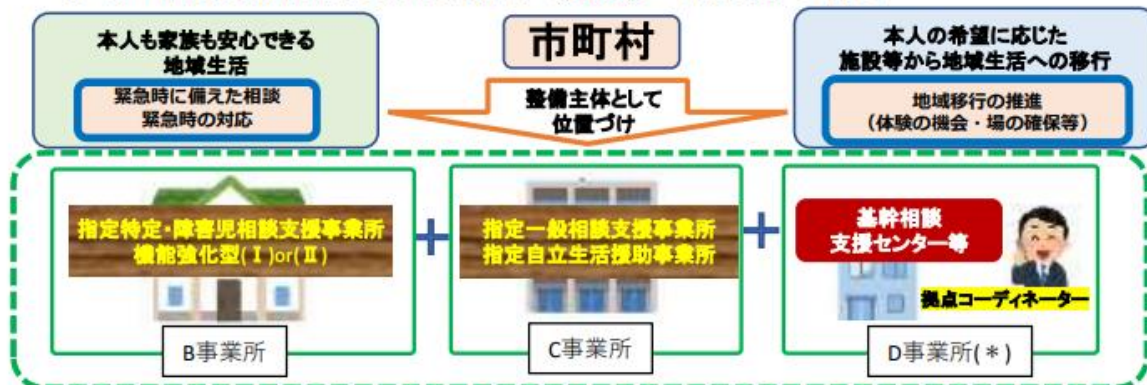 本人も家族も安心できる
地域生活
緊急時に備えた相談
緊急時の対応
市町村
整備主体として
位置づけ
本人の希望に応じた
施設等から地域生活への移行
地域移行の推進
(体験の機会・場の確保等)
指定特定・障害児相談支援事業所
機能強化型(Ⅰ)or(Ⅱ)
B事業所
+
指定一般相談支援事業所
指定自立生活援助事業所
C事業所
+
基幹相談
支援センター等
拠点コーディネーター
D事業所(*)